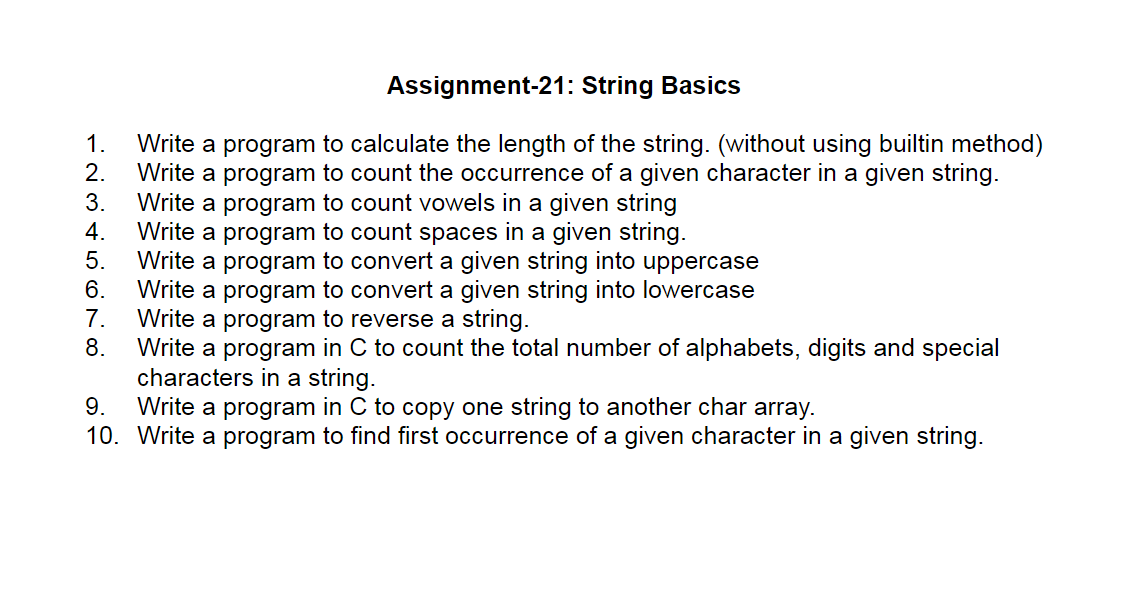 Assignment-21: String Basics
1. Write a program to calculate the length of the string. (without using builtin method)
2. Write a program to count the occurrence of a given character in a given string.
3. Write a program to count vowels in a given string
4. Write a program to count spaces in a given string.
5. Write a program to convert a given string into uppercase
6. Write a program to convert a given string into lowercase
7. Write a program to reverse a string.
8. Write a program in C to count the total number of alphabets, digits and special
characters in a string.
9. Write a program in C to copy one string to another char array.
10. Write a program to find first occurrence of a given character in a given string.